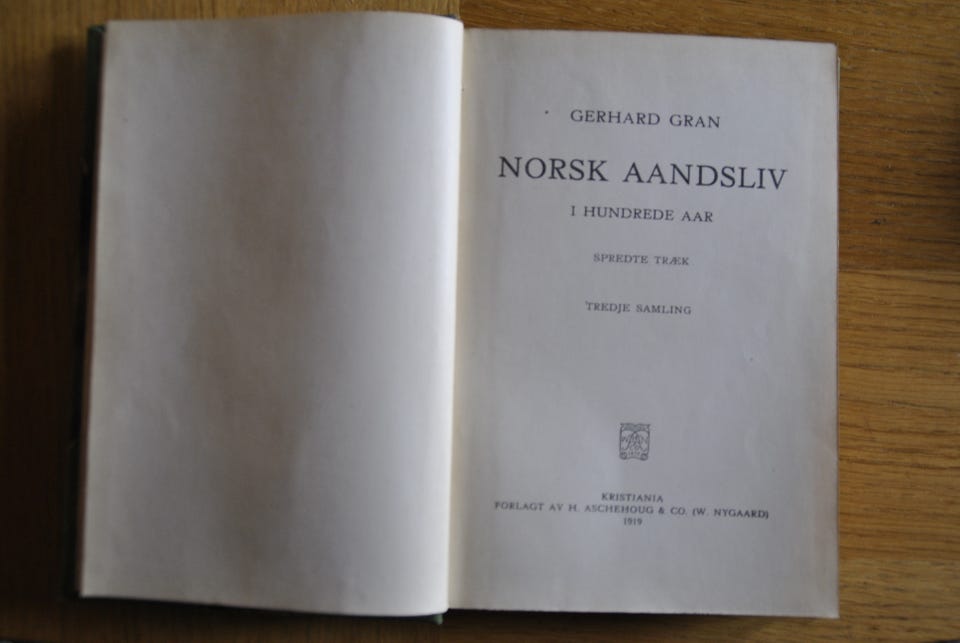 GERHARD GRAN
NORSK AANDSLIV
I HUNDREDE AAR
SPREDTE TRÆK
TREDJE SAMLING
KRISTIANIA
FORLAGT AV H. ASCHEHOUG & CO. (W. NYGAARD)
1919